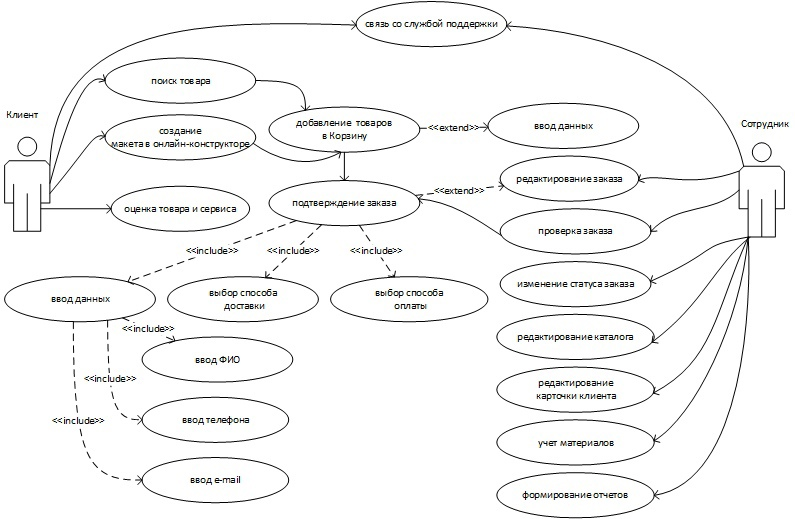 связь со службой поддержки
поиск товара
Клиент
добавление товаров
в Корзину
<<extend>>
ввод данных
Сотрудник
создание
макета в онлайн-конструкторе
редактирование заказа
<<extend>>
подтверждение заказа
оценка товара и сервиса
проверка заказа
<<include>>
<<include>>
<<include>>
изменение статуса заказа
ввод данных
выбор способа
доставки
выбор способа
оплаты
<<include>>
редактирование каталога
ввод ФИО
<<include>>
редактирование
карточки клиента
<<include>>
ввод телефона
учет материалов
ввод e-mail
формирование отчетов